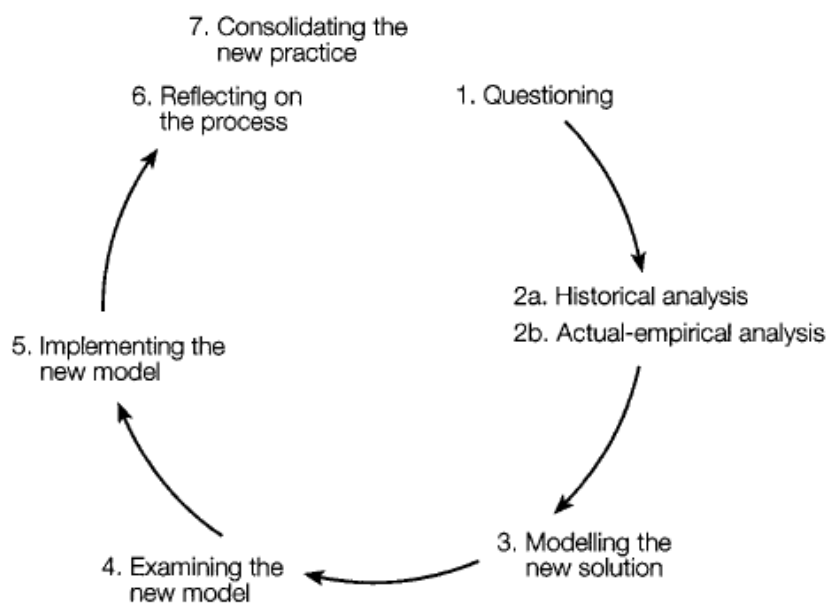 7. Consolidating the
new practice
6. Reflecting on
the process
1. Questioning
2a. Historical analysis
2b. Actual-empirical analysis
5. Implementing the
new model
3. Modelling the
new solution
4. Examining the
new model